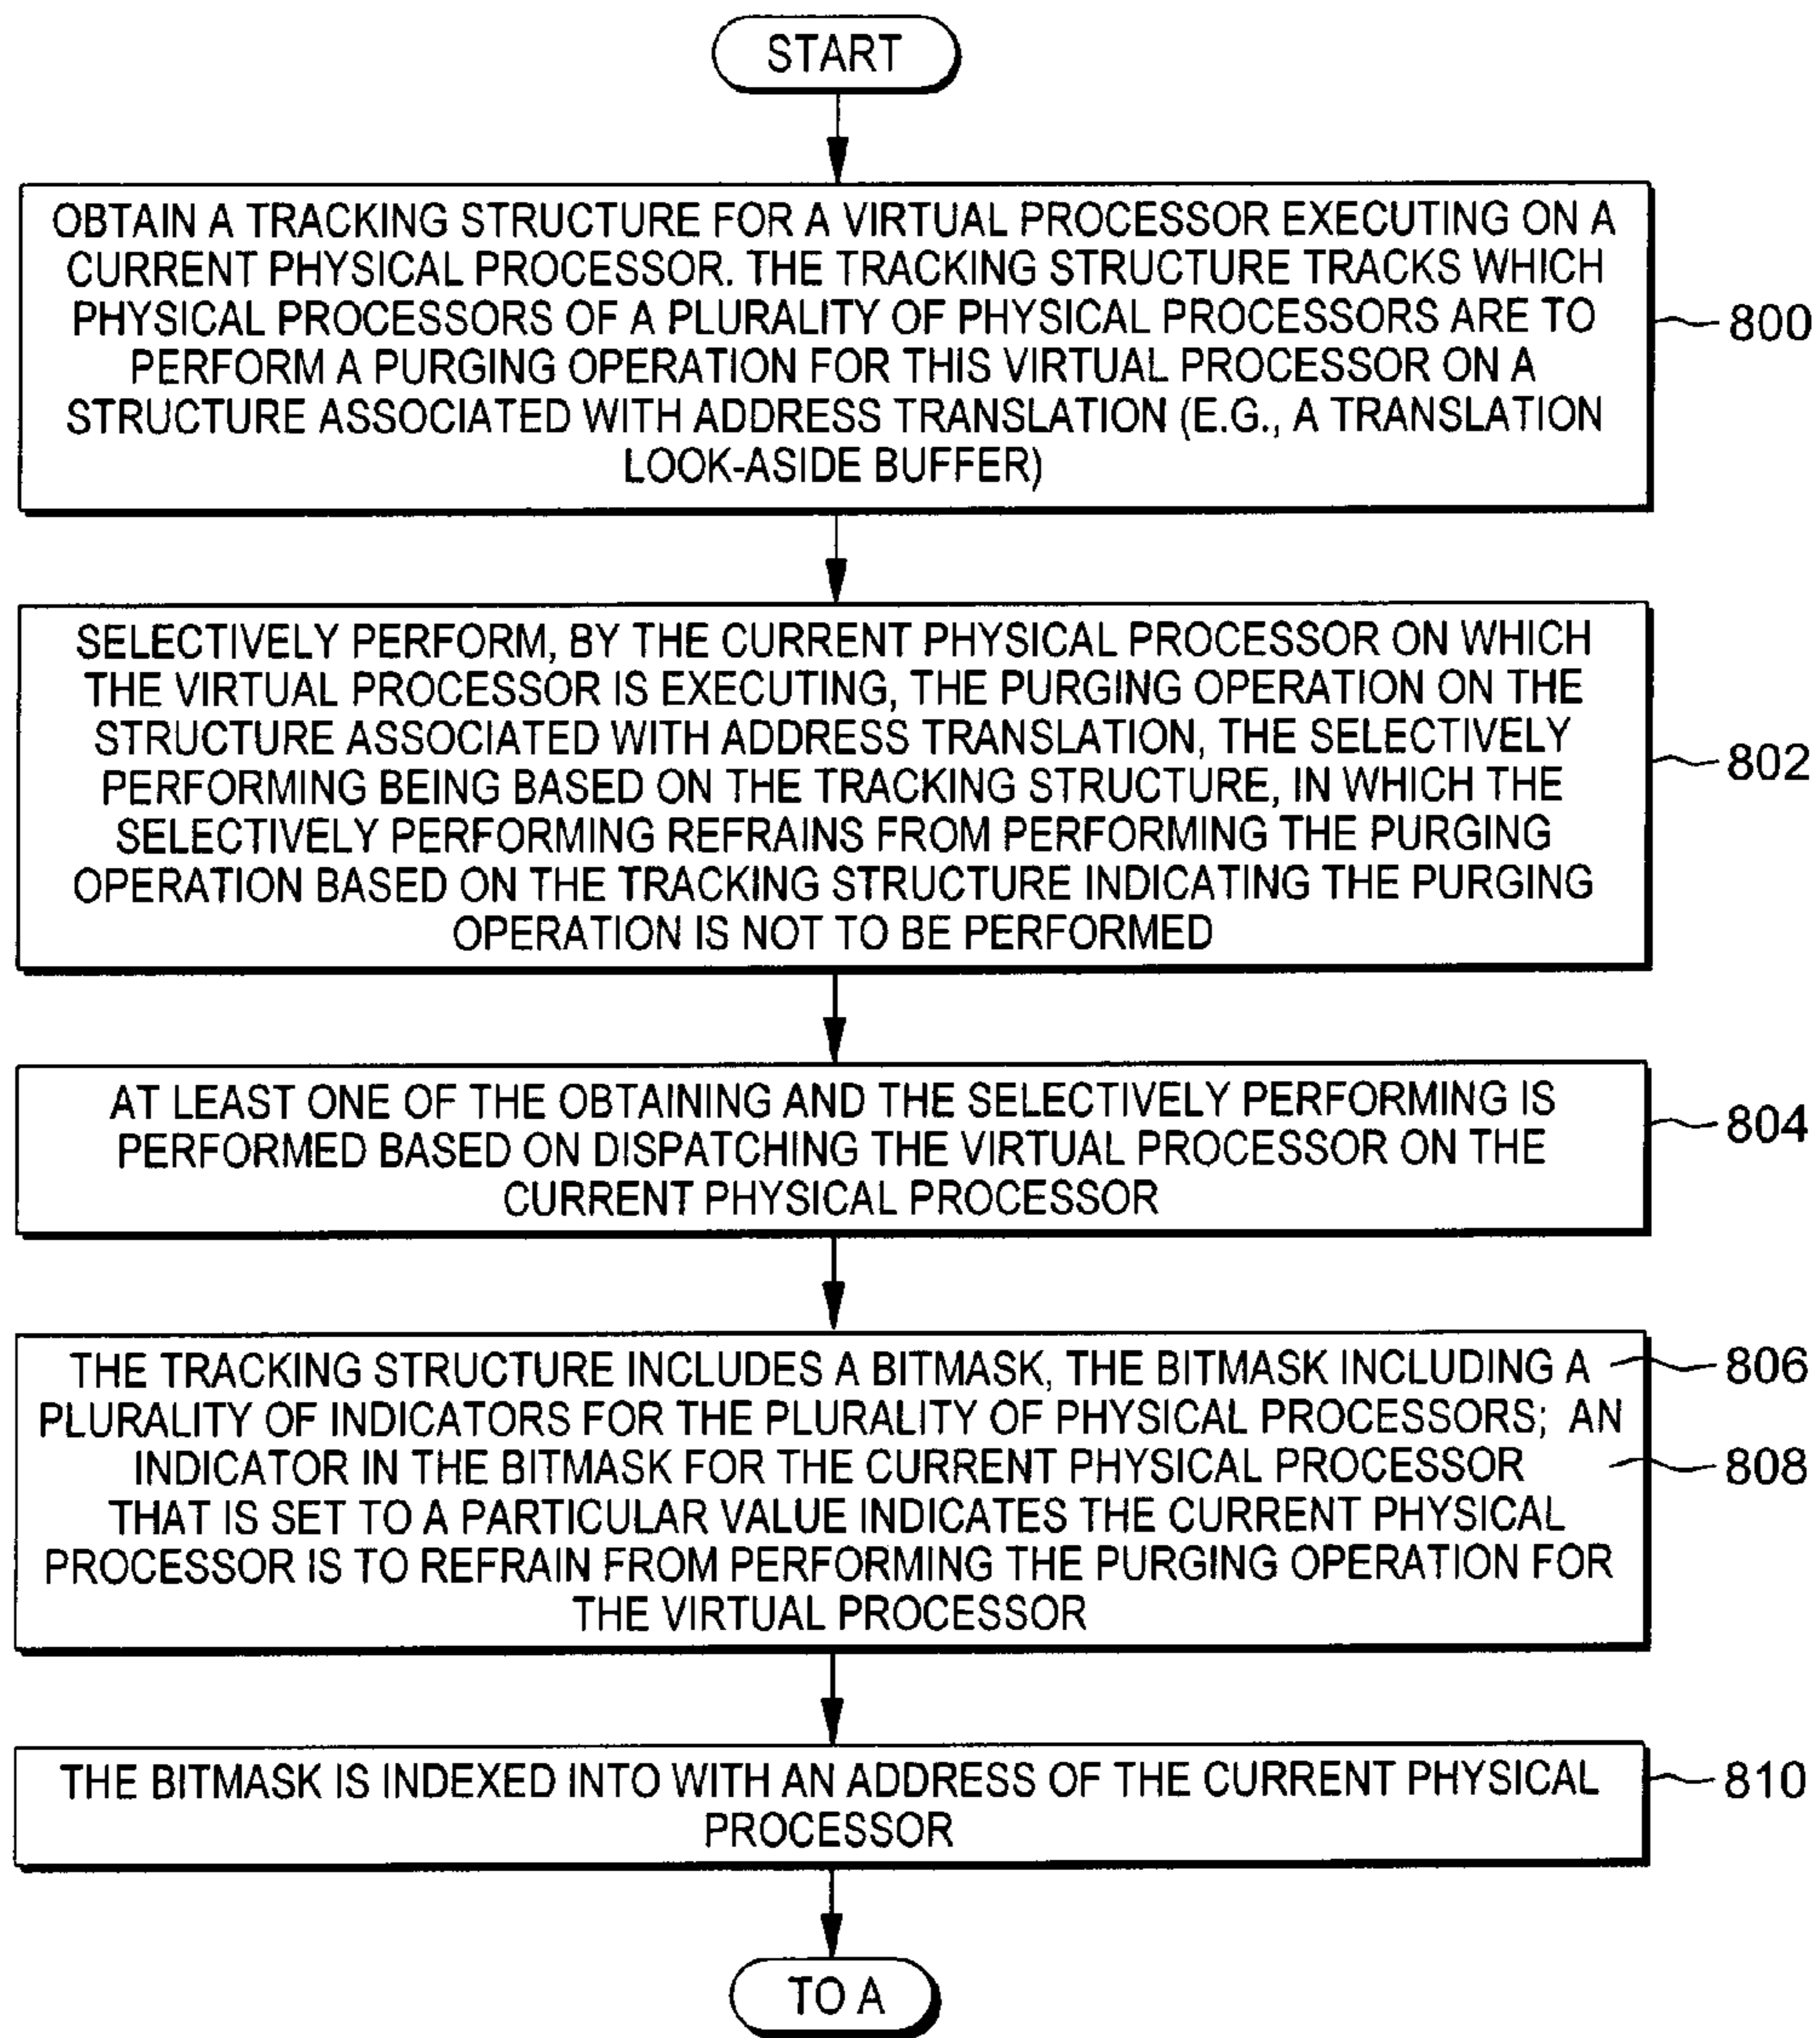 START
OBTAIN A TRACKING STRUCTURE FOR A VIRTUAL PROCESSOR EXECUTING ON A
CURRENT PHYSICAL PROCESSOR. THE TRACKING STRUCTURE TRACKS WHICH
PHYSICAL PROCESSORS OF A PLURALITY OF PHYSICAL PROCESSORS ARE TO
PERFORM A PURGING OPERATION FOR THIS VIRTUAL PROCESSOR ON A
STRUCTURE ASSOCIATED WITH ADDRESS TRANSLATION (E.G., A TRANSLATION
LOOK-ASIDE BUFFER)
800
SELECTIVELY PERFORM, BY THE CURRENT PHYSICAL PROCESSOR ON WHICH
THE VIRTUAL PROCESSOR IS EXECUTING, THE PURGING OPERATION ON THE
STRUCTURE ASSOCIATED WITH ADDRESS TRANSLATION, THE SELECTIVELY
PERFORMING BEING BASED ON THE TRACKING STRUCTURE, IN WHICH THE
SELECTIVELY PERFORMING REFRAINS FROM PERFORMING THE PURGING
OPERATION BASED ON THE TRACKING STRUCTURE INDICATING THE PURGING
OPERATION IS NOT TO BE PERFORMED
802
AT LEAST ONE OF THE OBTAINING AND THE SELECTIVELY PERFORMING IS
PERFORMED BASED ON DISPATCHING THE VIRTUAL PROCESSOR ON THE
CURRENT PHYSICAL PROCESSOR
804
THE TRACKING STRUCTURE INCLUDES A BITMASK, THE BITMASK INCLUDING A
806
PLURALITY OF INDICATORS FOR THE PLURALITY OF PHYSICAL PROCESSORS; AN
INDICATOR IN THE BITMASK FOR THE CURRENT PHYSICAL PROCESSOR
808
THAT IS SET TO A PARTICULAR VALUE INDICATES THE CURRENT PHYSICAL
PROCESSOR IS TO REFRAIN FROM PERFORMING THE PURGING OPERATION FOR
THE VIRTUAL PROCESSOR
THE BITMASK IS INDEXED INTO WITH AN ADDRESS OF THE CURRENT PHYSICAL
PROCESSOR
810
TO A